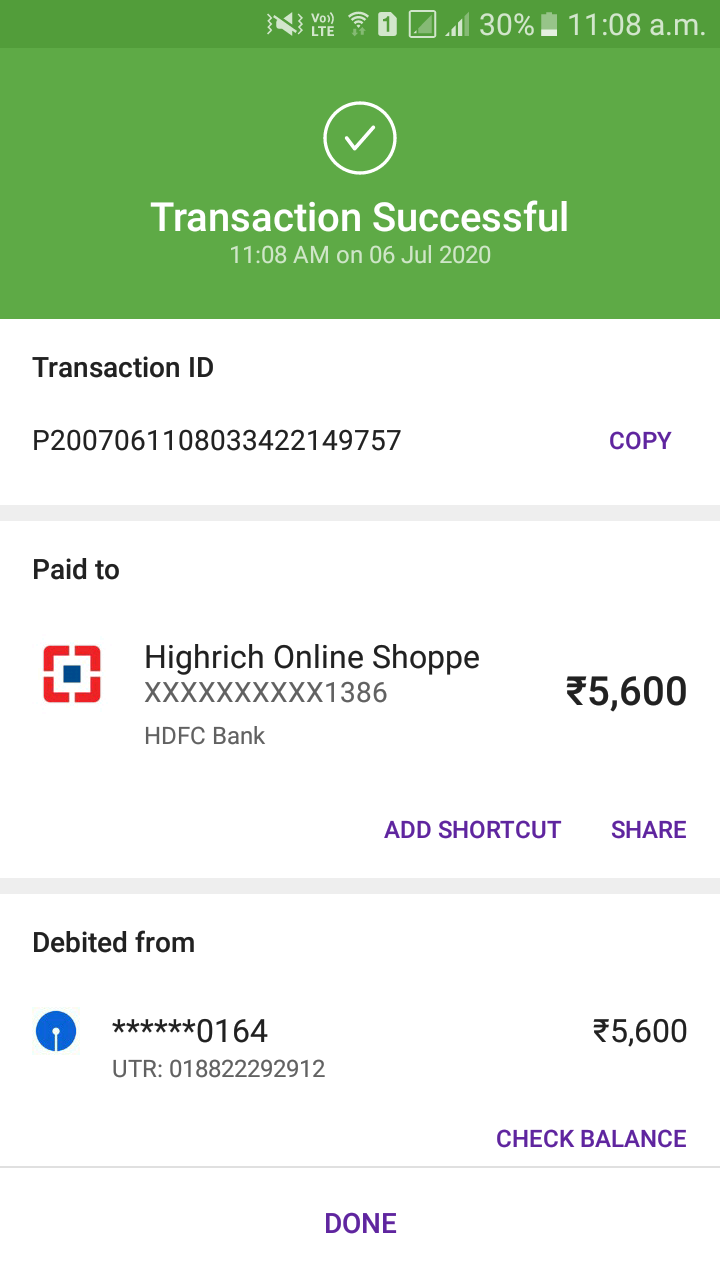 Vo)) LTE 1 30% 11:08 a.m.
Transaction Successful
11:08 AM on 06 Jul 2020
Transaction ID
P2007061108033422149757 COPY
Paid to
Highrich Online Shoppe
XXXXXXXXXX1386
₹5,600
HDFC Bank
ADD SHORTCUT SHARE
Debited from
******0164 ₹5,600
UTR: 018822292912
CHECK BALANCE
DONE